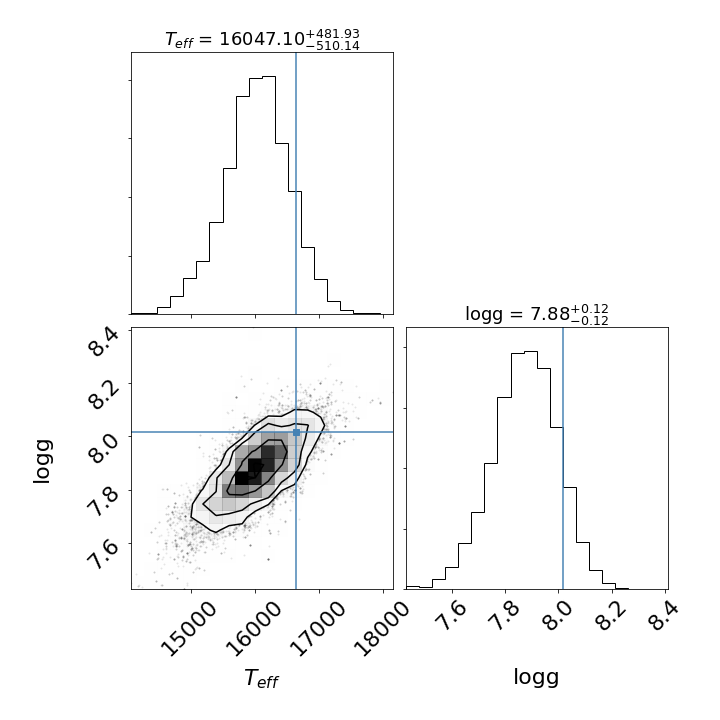 T_eff = 16047.10^{+481.93}_{-510.14}
logg = 7.88^{+0.12}_{-0.12}
8.4
8.2
8.0
7.8
7.6
logg
15000
16000
17000
18000
T_eff
7.6
7.8
8.0
8.2
8.4
logg